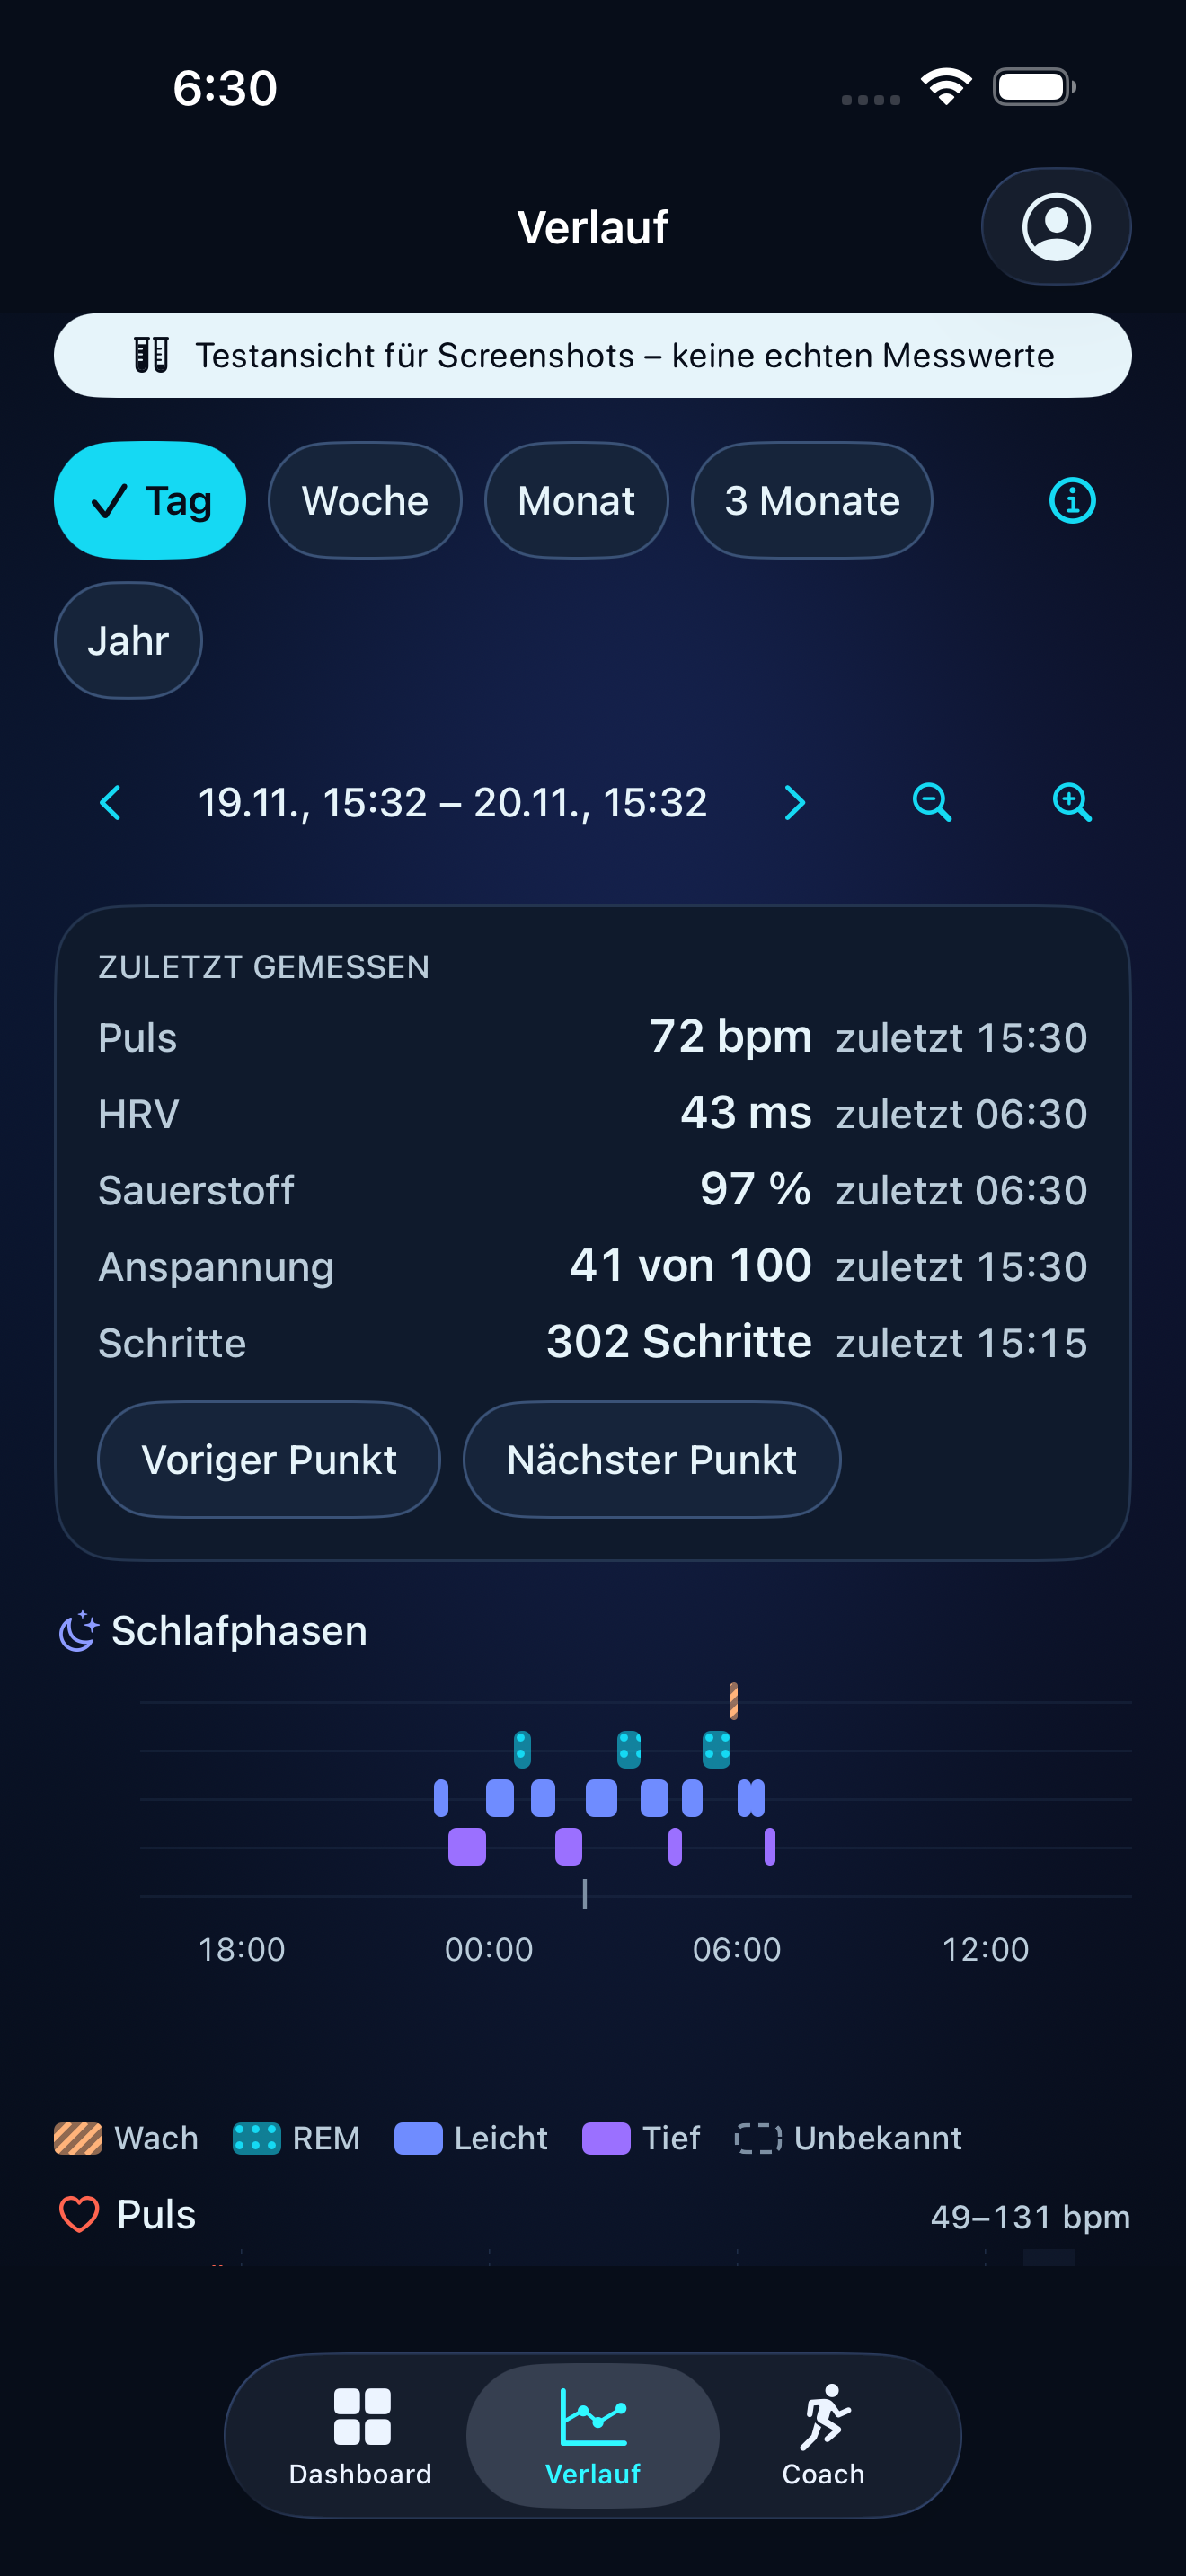 6:30
Verlauf
Testansicht für Screenshots – keine echten Messwerte
Tag
Woche
Monat
3 Monate
Jahr
19.11., 15:32 – 20.11., 15:32
ZULETZT GEMESSEN
Puls 72 bpm zuletzt 15:30
HRV 43 ms zuletzt 06:30
Sauerstoff 97 % zuletzt 06:30
Anspannung 41 von 100 zuletzt 15:30
Schritte 302 Schritte zuletzt 15:15
Voriger Punkt
Nächster Punkt
Schlafphasen
18:00 00:00 06:00 12:00
Wach REM Leicht Tief Unbekannt
Puls 49–131 bpm
Dashboard Verlauf Coach